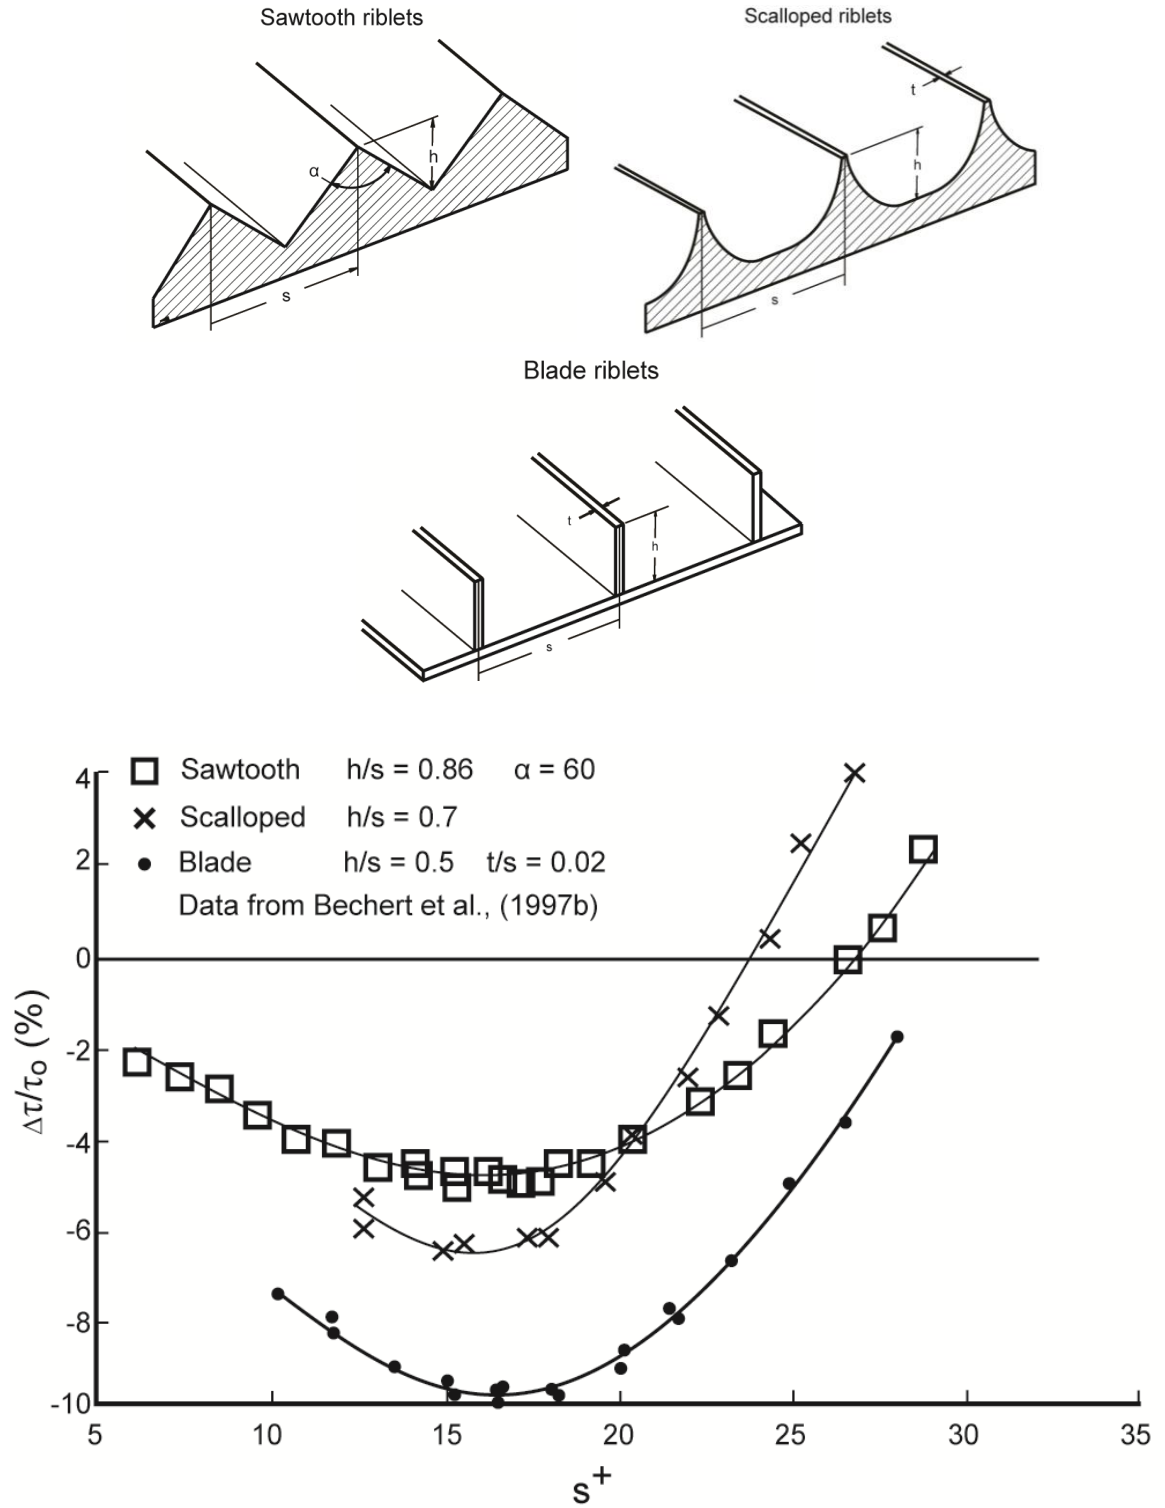 Sawtooth riblets
Scalloped riblets
α
h
s
t
h
s
Blade riblets
t
h
s
Sawtooth h/s = 0.86 α = 60
Scalloped h/s = 0.7
Blade h/s = 0.5 t/s = 0.02
Data from Bechert et al., (1997b)
4
2
0
-2
-4
-6
-8
-10
Δτ/τo (%)
5 10 15 20 25 30 35
s+